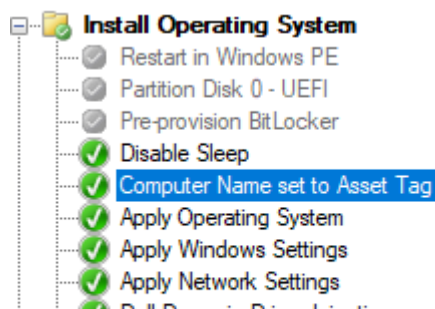 Install Operating System
Restart in Windows PE
Partition Disk 0 - UEFI
Pre-provision BitLocker
Disable Sleep
Computer Name set to Asset Tag
Apply Operating System
Apply Windows Settings
Apply Network Settings